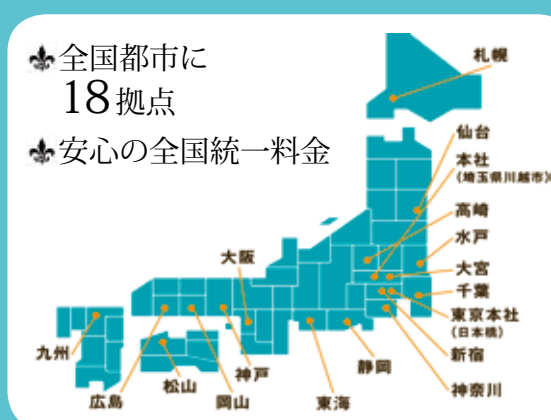 全国都市に
18拠点
安心の全国統一料金
札幌
仙台
本社
(埼玉県川越市)
高崎
水戸
大宮
千葉
東京本社
(日本橋)
新宿
神奈川
大阪
静岡
東海
神戸
岡山
松山
広島
九州